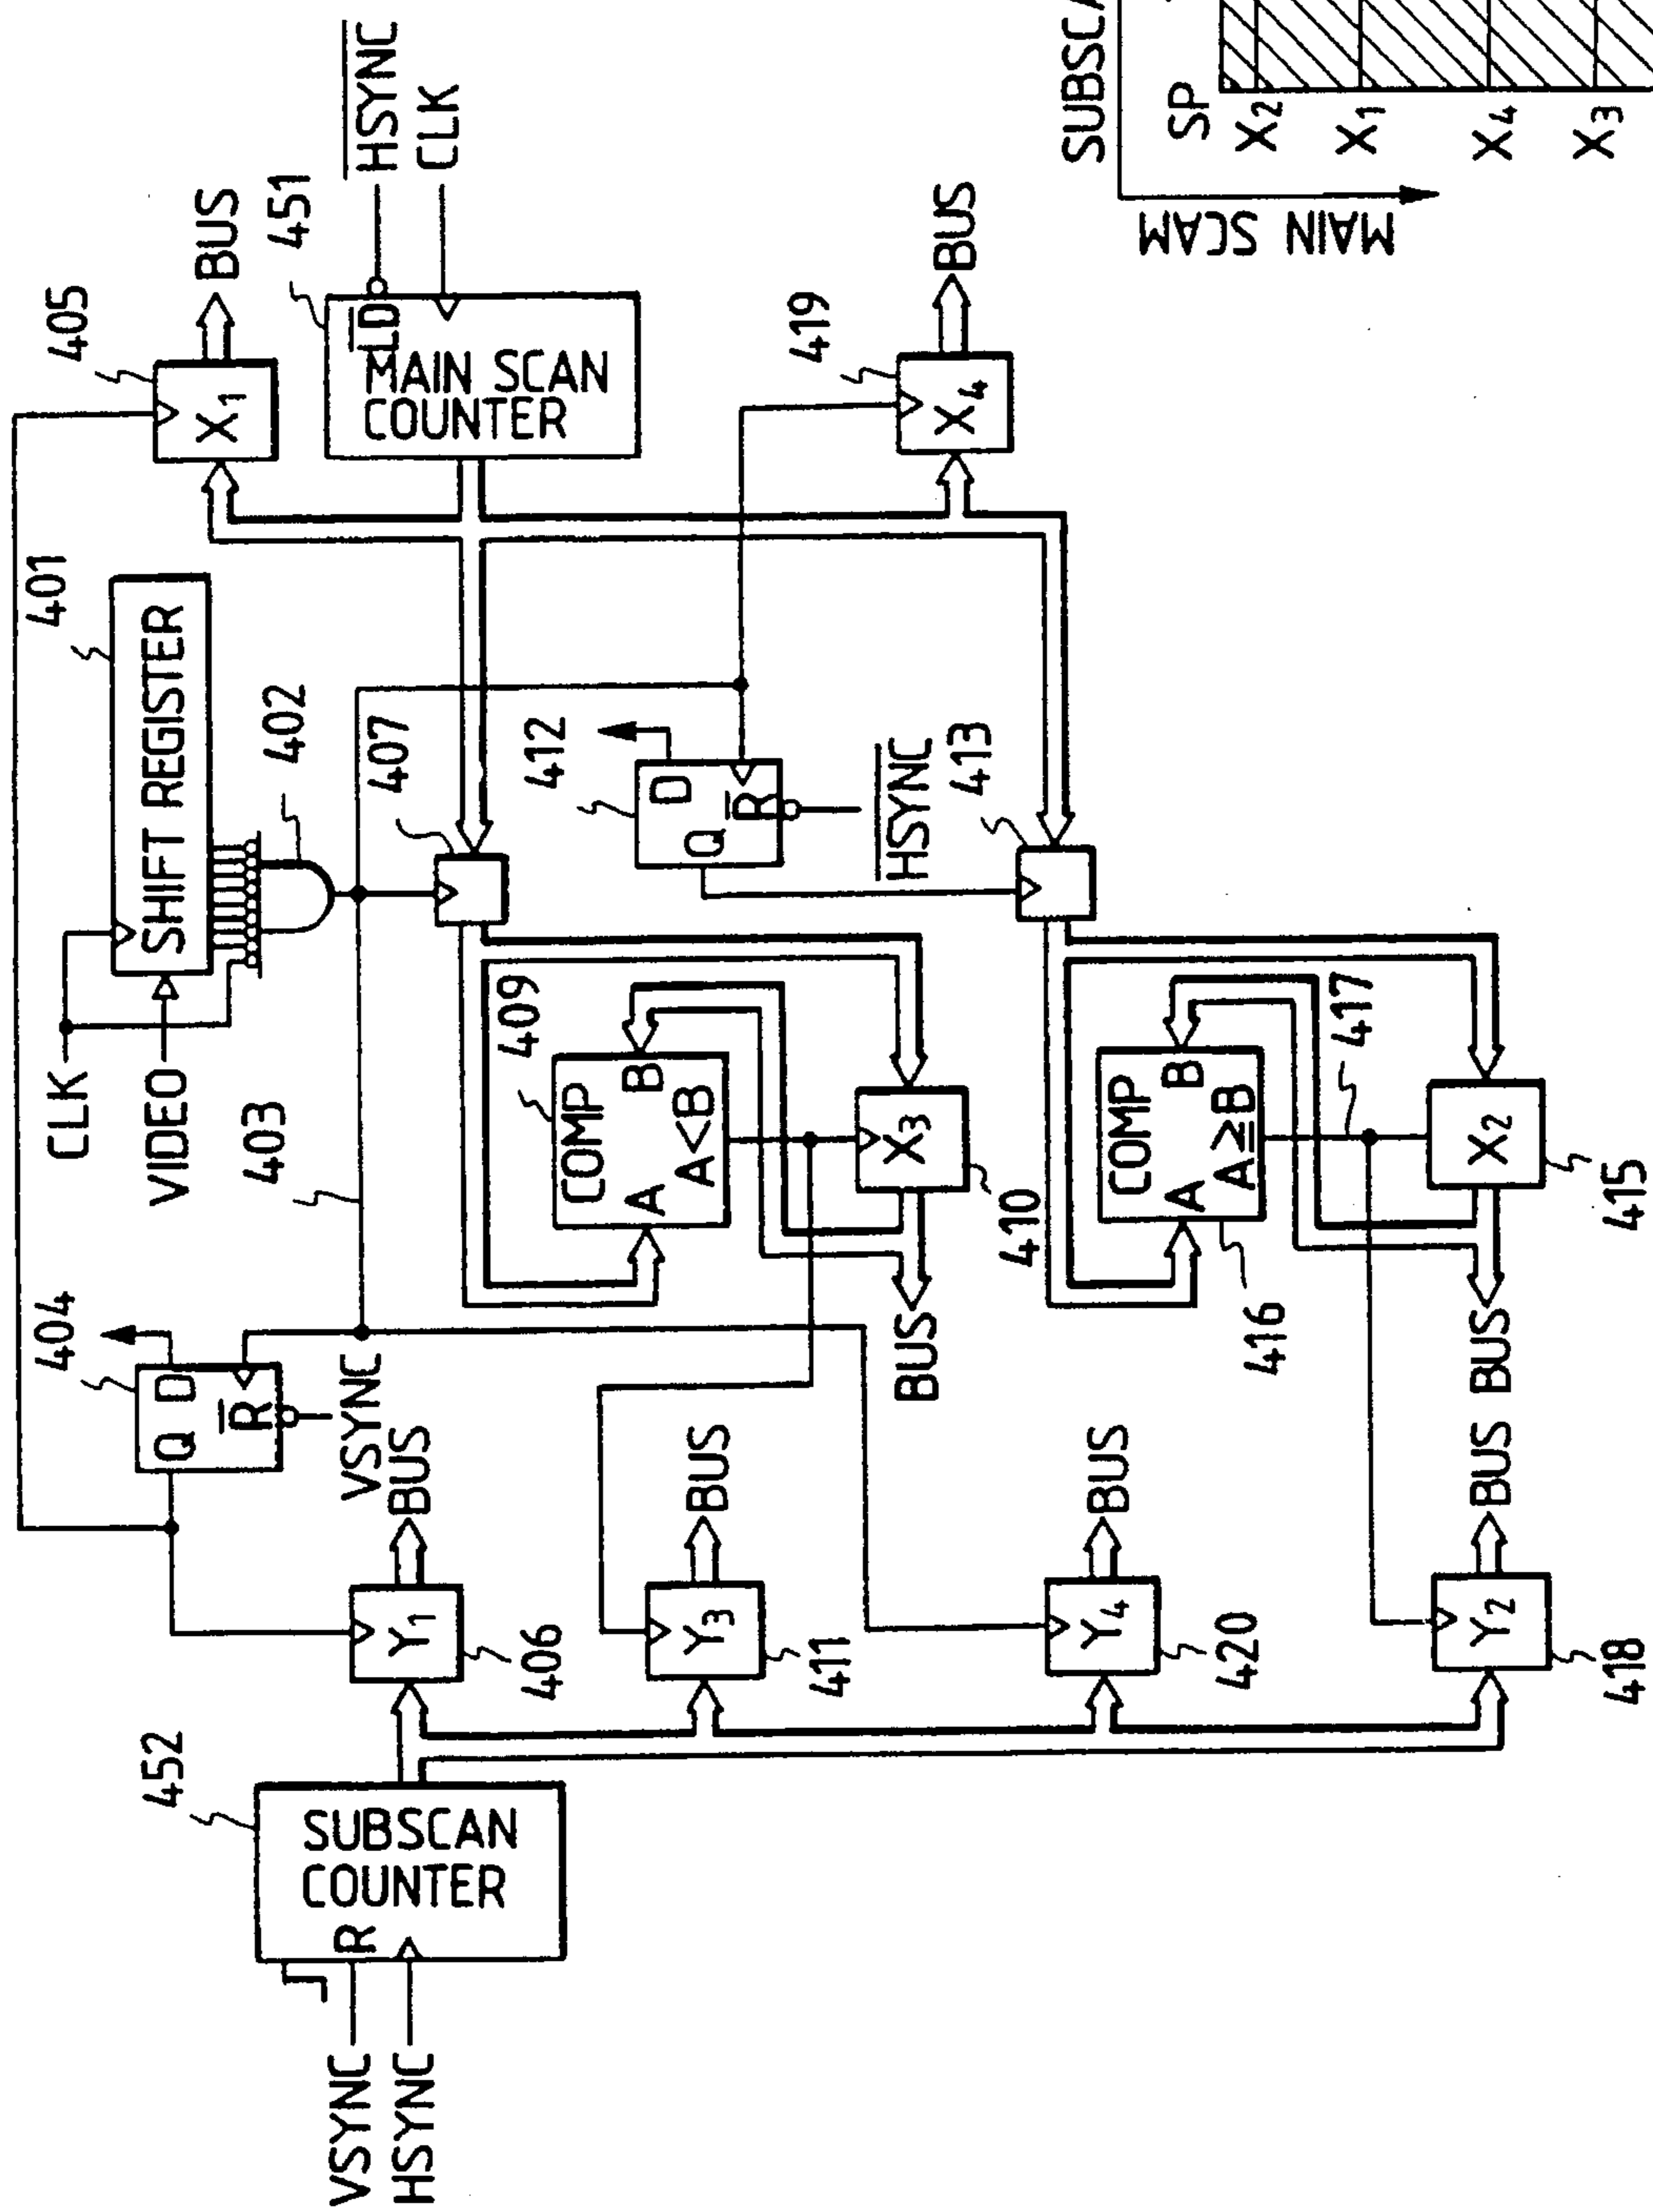 VSYNC
HSYNC
452
SUBSCAN
COUNTER
R
404
Q
D
R
VSYNC
Y1
406
BUS
Y3
411
BUS
Y4
420
BUS
Y2
418
BUS
CLK
VIDEO
401
SHIFT REGISTER
402
403
405
X1
BUS
451
LD
MAIN SCAN
COUNTER
HSYNC
CLK
407
409
COMP
A
B
A<B
X3
410
BUS
412
D
Q
R
HSYNC
413
419
X4
BUS
COMP
A
B
A≥B
416
417
X2
415
BUS
SUBSCA
MAIN SCAM
SP
X2
X1
X4
X3